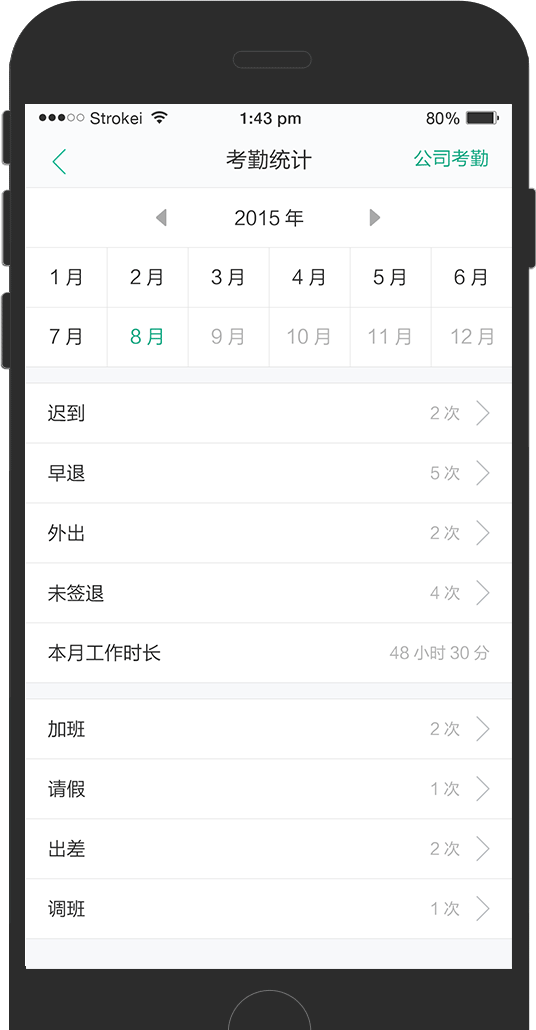 ●●●○○ Strokei 1:43 pm 80%
考勤统计 公司考勤
2015 年
1 月 2 月 3 月 4 月 5 月 6 月
7 月 8 月 9 月 10 月 11 月 12 月
迟到 2 次
早退 5 次
外出 2 次
未签退 4 次
本月工作时长 48 小时 30 分
加班 2 次
请假 1 次
出差 2 次
调班 1 次